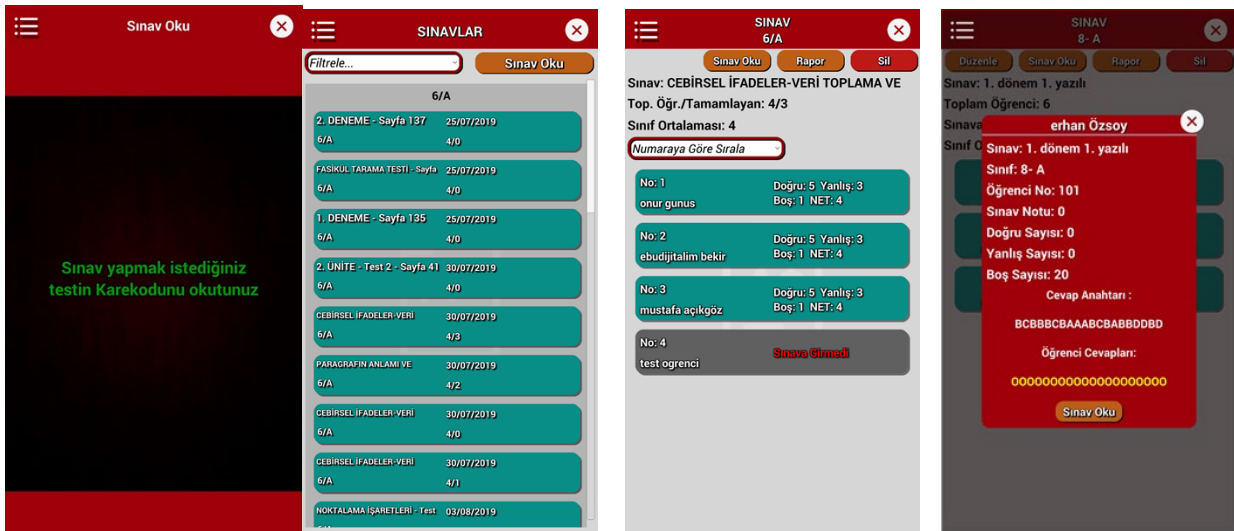 Sınav Oku
Sınav yapmak istediğiniz
testin Karekodunu okutunuz
SINAVLAR
Filtrele...
Sınav Oku
6/A
2. DENEME - Sayfa 137 25/07/2019
6/A 4/0
FASİKÜL TARAMA TESTİ - Sayfa 25/07/2019
6/A 4/0
1. DENEME - Sayfa 135 25/07/2019
6/A 4/0
2. ÜNİTE - Test 2 - Sayfa 41 30/07/2019
6/A 4/0
CEBİRSEL İFADELER-VERİ 30/07/2019
6/A 4/3
PARAGRAFIN ANLAMI VE 30/07/2019
6/A 4/2
CEBİRSEL İFADELER-VERİ 30/07/2019
6/A 4/0
CEBİRSEL İFADELER-VERİ 30/07/2019
6/A 4/1
NOKTALAMA İŞARETLERİ - Test 03/08/2019
SINAV
6/A
Sınav Oku Rapor Sil
Sınav: CEBİRSEL İFADELER-VERİ TOPLAMA VE
Top. Öğr./Tamamlayan: 4/3
Sınıf Ortalaması: 4
Numaraya Göre Sırala
No: 1 Doğru: 5 Yanlış: 3
onur gunus Boş: 1 NET: 4
No: 2 Doğru: 5 Yanlış: 3
ebudijitalim bekir Boş: 1 NET: 4
No: 3 Doğru: 5 Yanlış: 3
mustafa açıkgöz Boş: 1 NET: 4
No: 4
test ogrenci Sınava Girmedi
SINAV
8- A
Düzenle Sınav Oku Rapor Sil
Sınav: 1. dönem 1. yazılı
Toplam Öğrenci: 6
Sınava
Sınıf O
erhan Özsoy
Sınav: 1. dönem 1. yazılı
Sınıf: 8- A
Öğrenci No: 101
Sınav Notu: 0
Doğru Sayısı: 0
Yanlış Sayısı: 0
Boş Sayısı: 20
Cevap Anahtarı :
BCBBBCBAAABCBABBDDBD
Öğrenci Cevapları:
OOOOOOOOOOOOOOOOOOOO
Sınav Oku